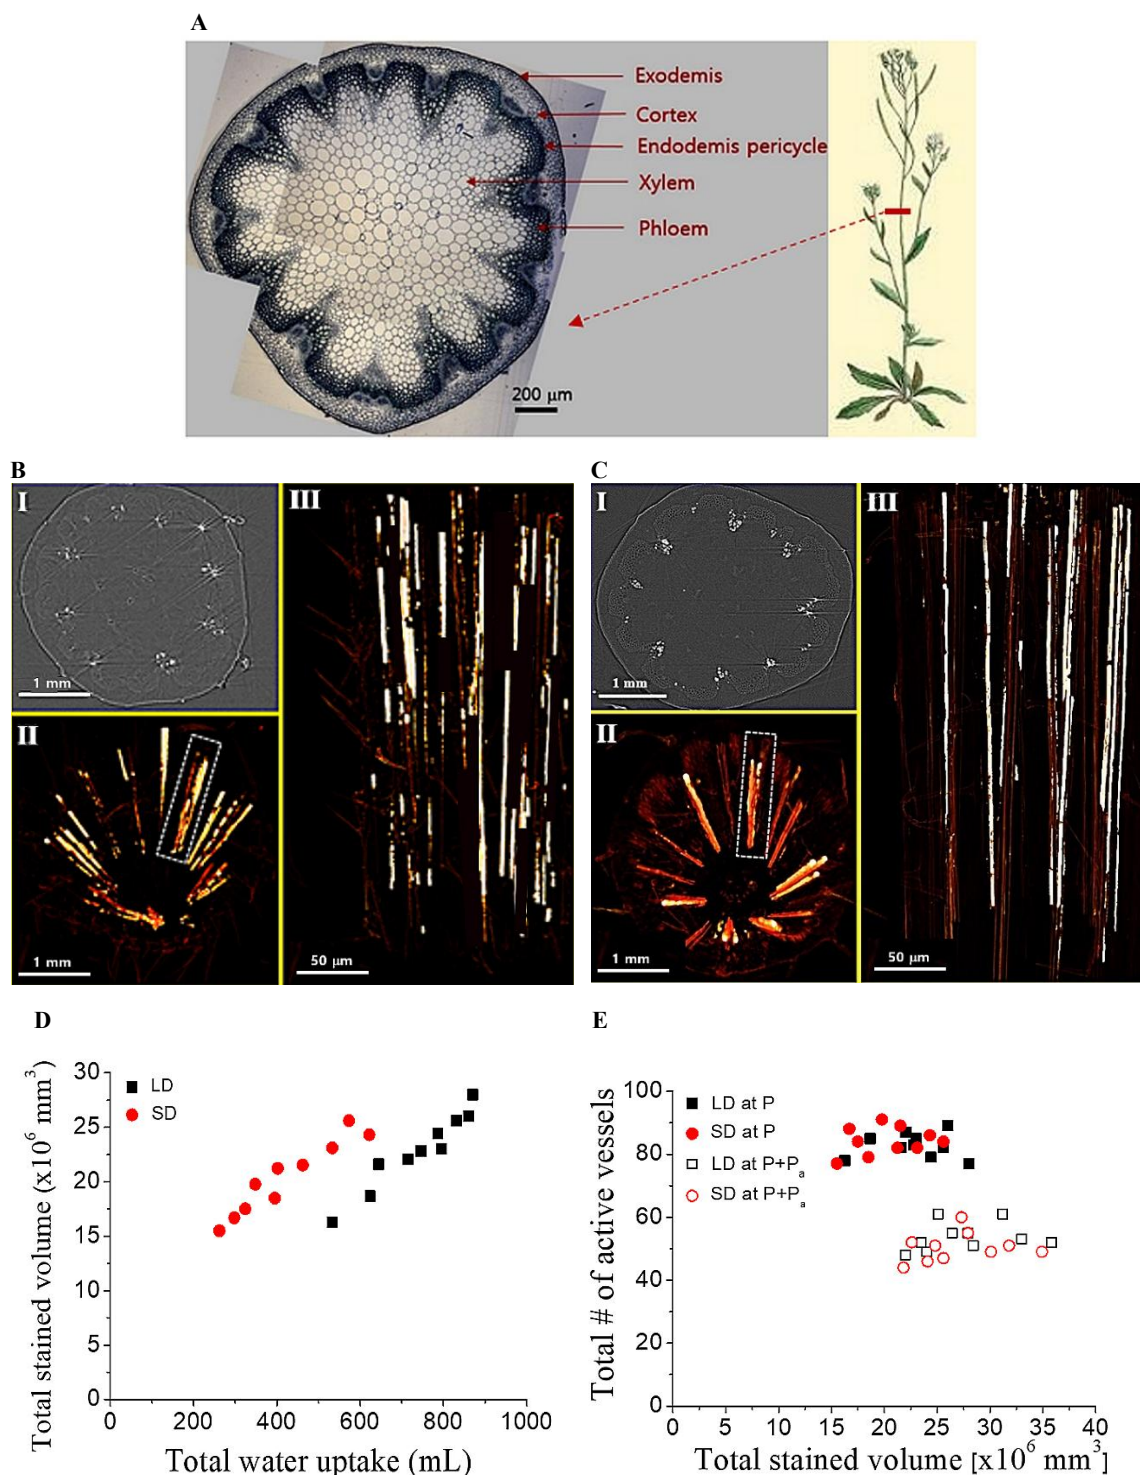 A
Exodemis
Cortex
Endodemis pericycle
Xylem
Phloem
200 μm
B
C
I
III
1 mm
II
1 mm
50 μm
I
III
1 mm
II
1 mm
50 μm
D
E
Total stained volume (x10⁶ mm³)
30
25
20
15
10
5
0
LD
SD
0 200 400 600 800 1000
Total water uptake (mL)
Total # of active vessels
100
80
60
40
20
0
LD at P
SD at P
LD at P+Pₐ
SD at P+Pₐ
0 5 10 15 20 25 30 35 40
Total stained volume [x10⁶ mm³)